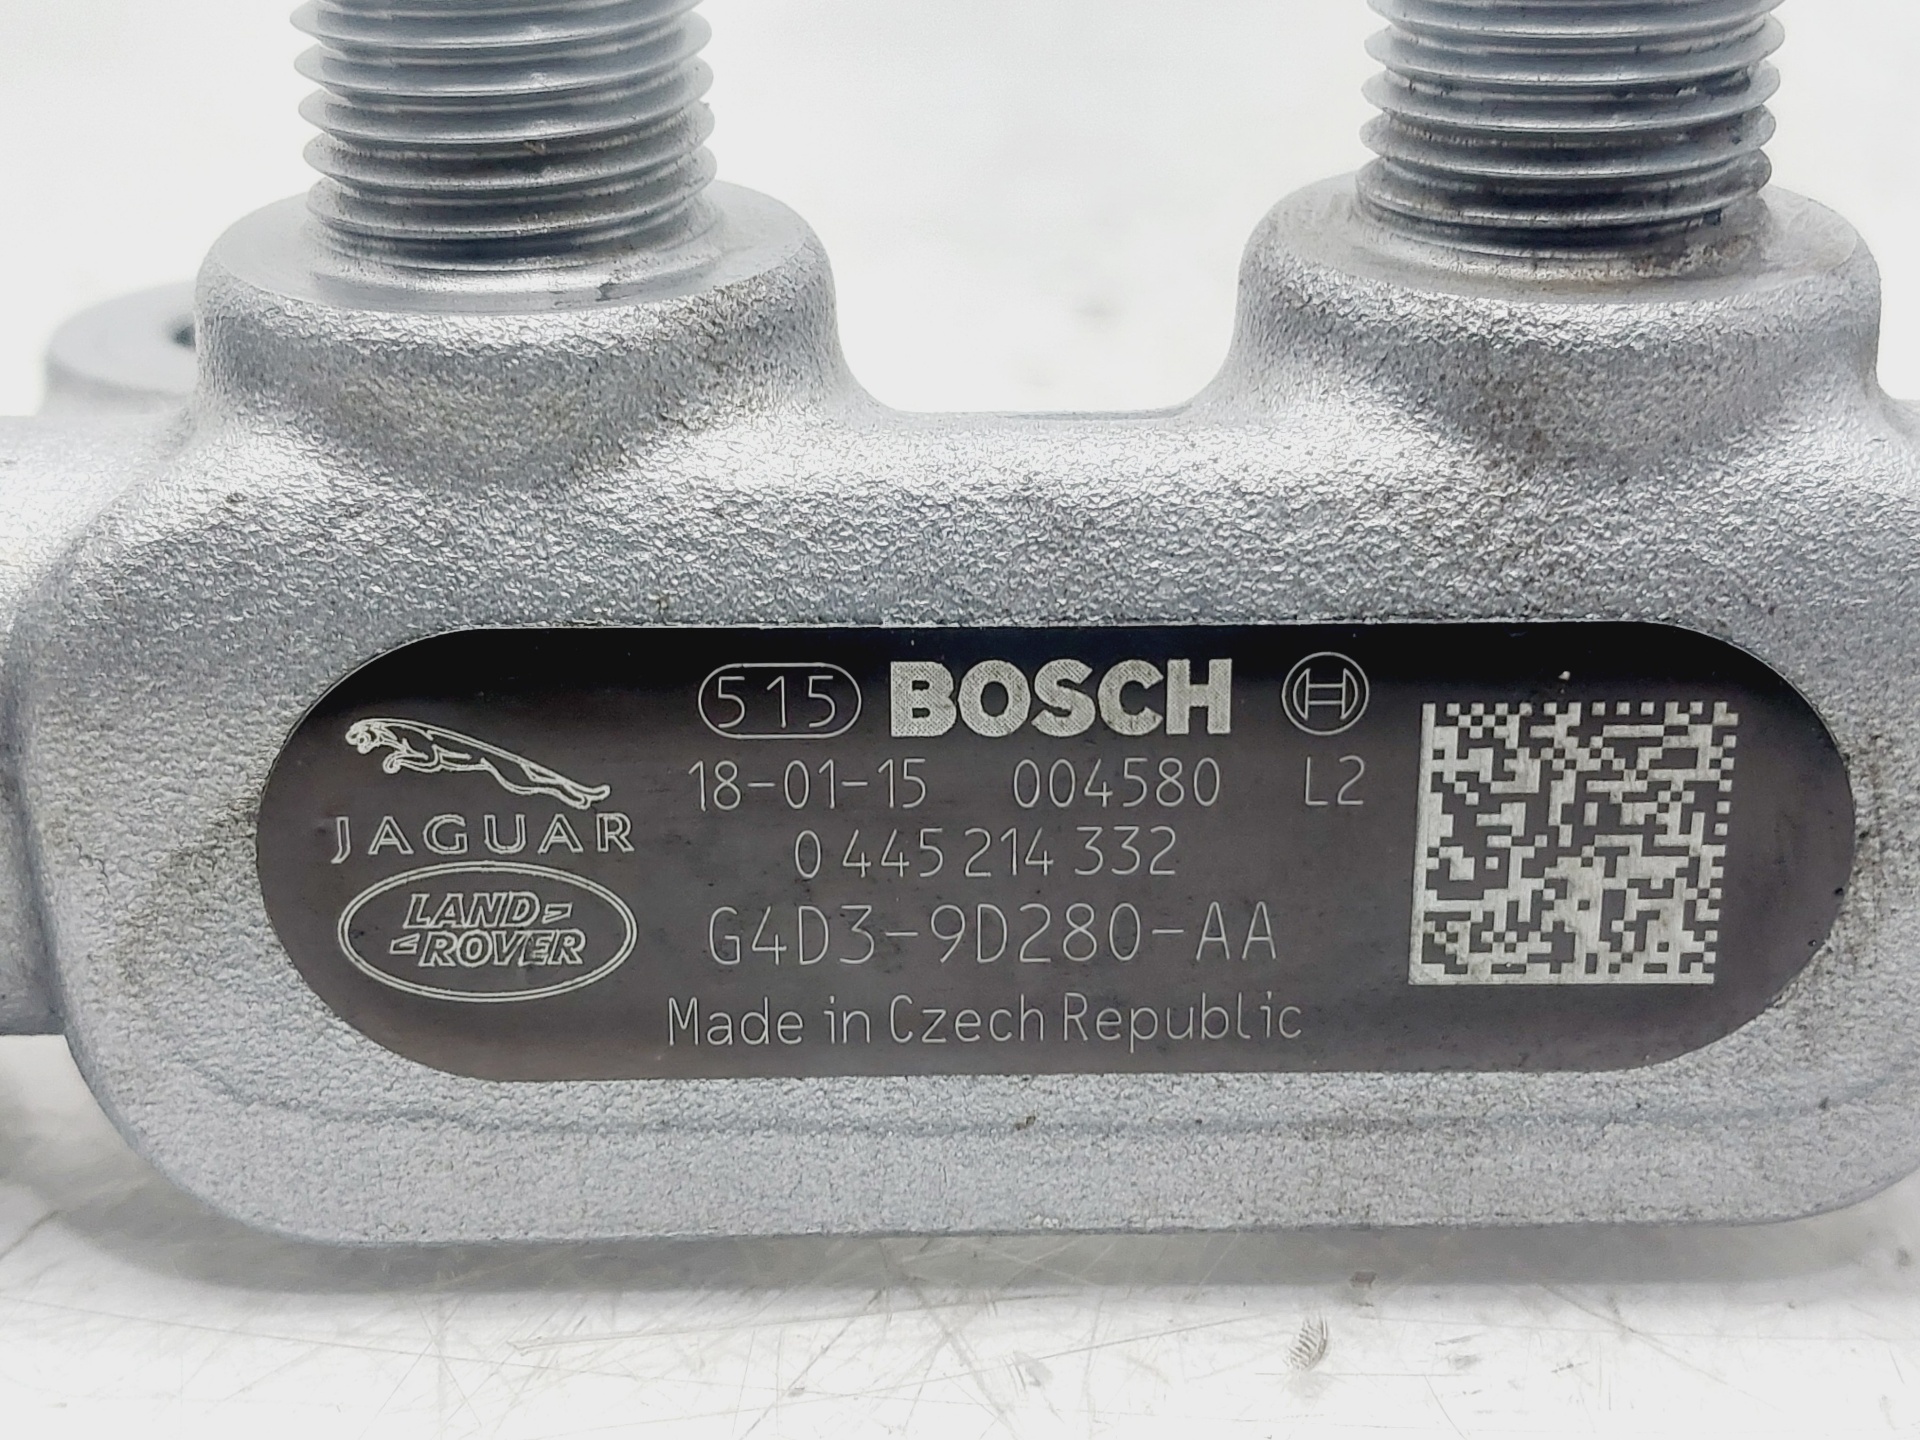 515 BOSCH
18-01-15 004580 L2
0 445 214 332
G4D3-9D280-AA
Made in Czech Republic
JAGUAR
LAND
ROVER